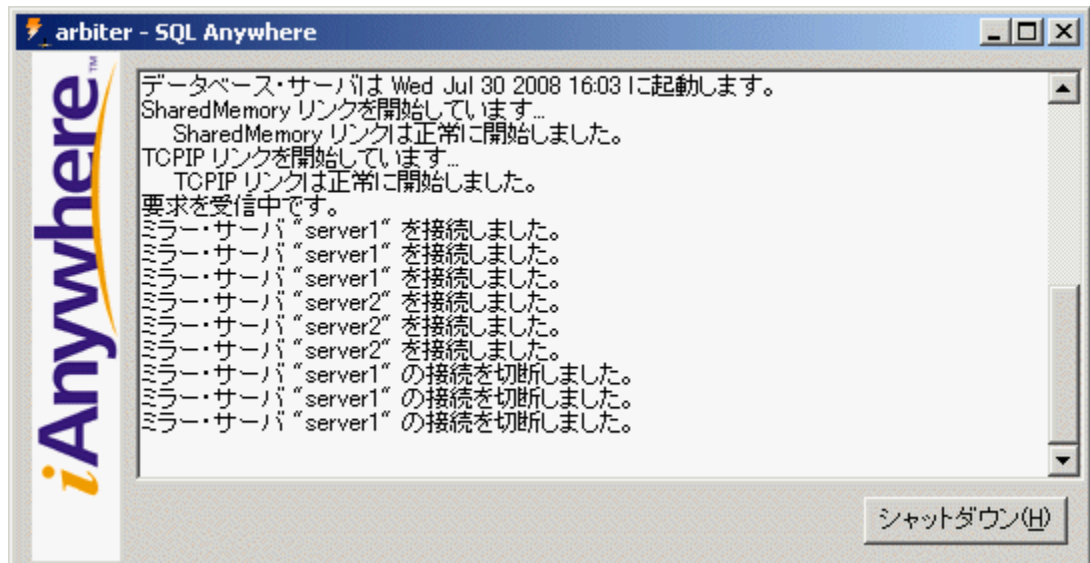 arbiter - SQL Anywhere
iAnywhere™
データベース・サーバは Wed Jul 30 2008 16:03 に起動します。
SharedMemory リンクを開始しています...
SharedMemory リンクは正常に開始しました。
TCPIP リンクを開始しています...
TCPIP リンクは正常に開始しました。
要求を受信中です。
ミラー・サーバ "server1" を接続しました。
ミラー・サーバ "server1" を接続しました。
ミラー・サーバ "server1" を接続しました。
ミラー・サーバ "server2" を接続しました。
ミラー・サーバ "server2" を接続しました。
ミラー・サーバ "server2" を接続しました。
ミラー・サーバ "server1" の接続を切断しました。
ミラー・サーバ "server1" の接続を切断しました。
ミラー・サーバ "server1" の接続を切断しました。
シャットダウン(H)